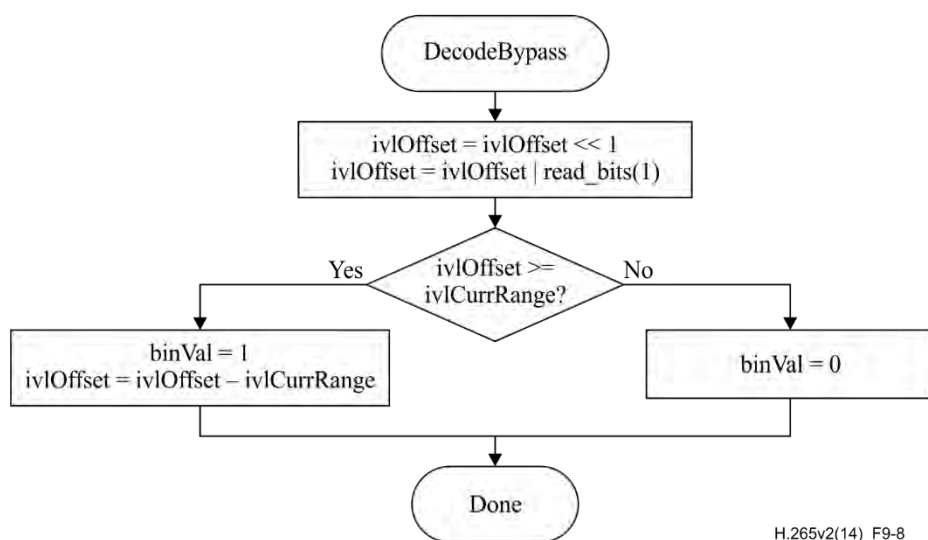 DecodeBypass
ivlOffset = ivlOffset << 1
ivlOffset = ivlOffset | read_bits(1)
Yes
ivlOffset >=
ivlCurrRange?
No
binVal = 1
ivlOffset = ivlOffset – ivlCurrRange
binVal = 0
Done
H.265v2(14)_F9-8